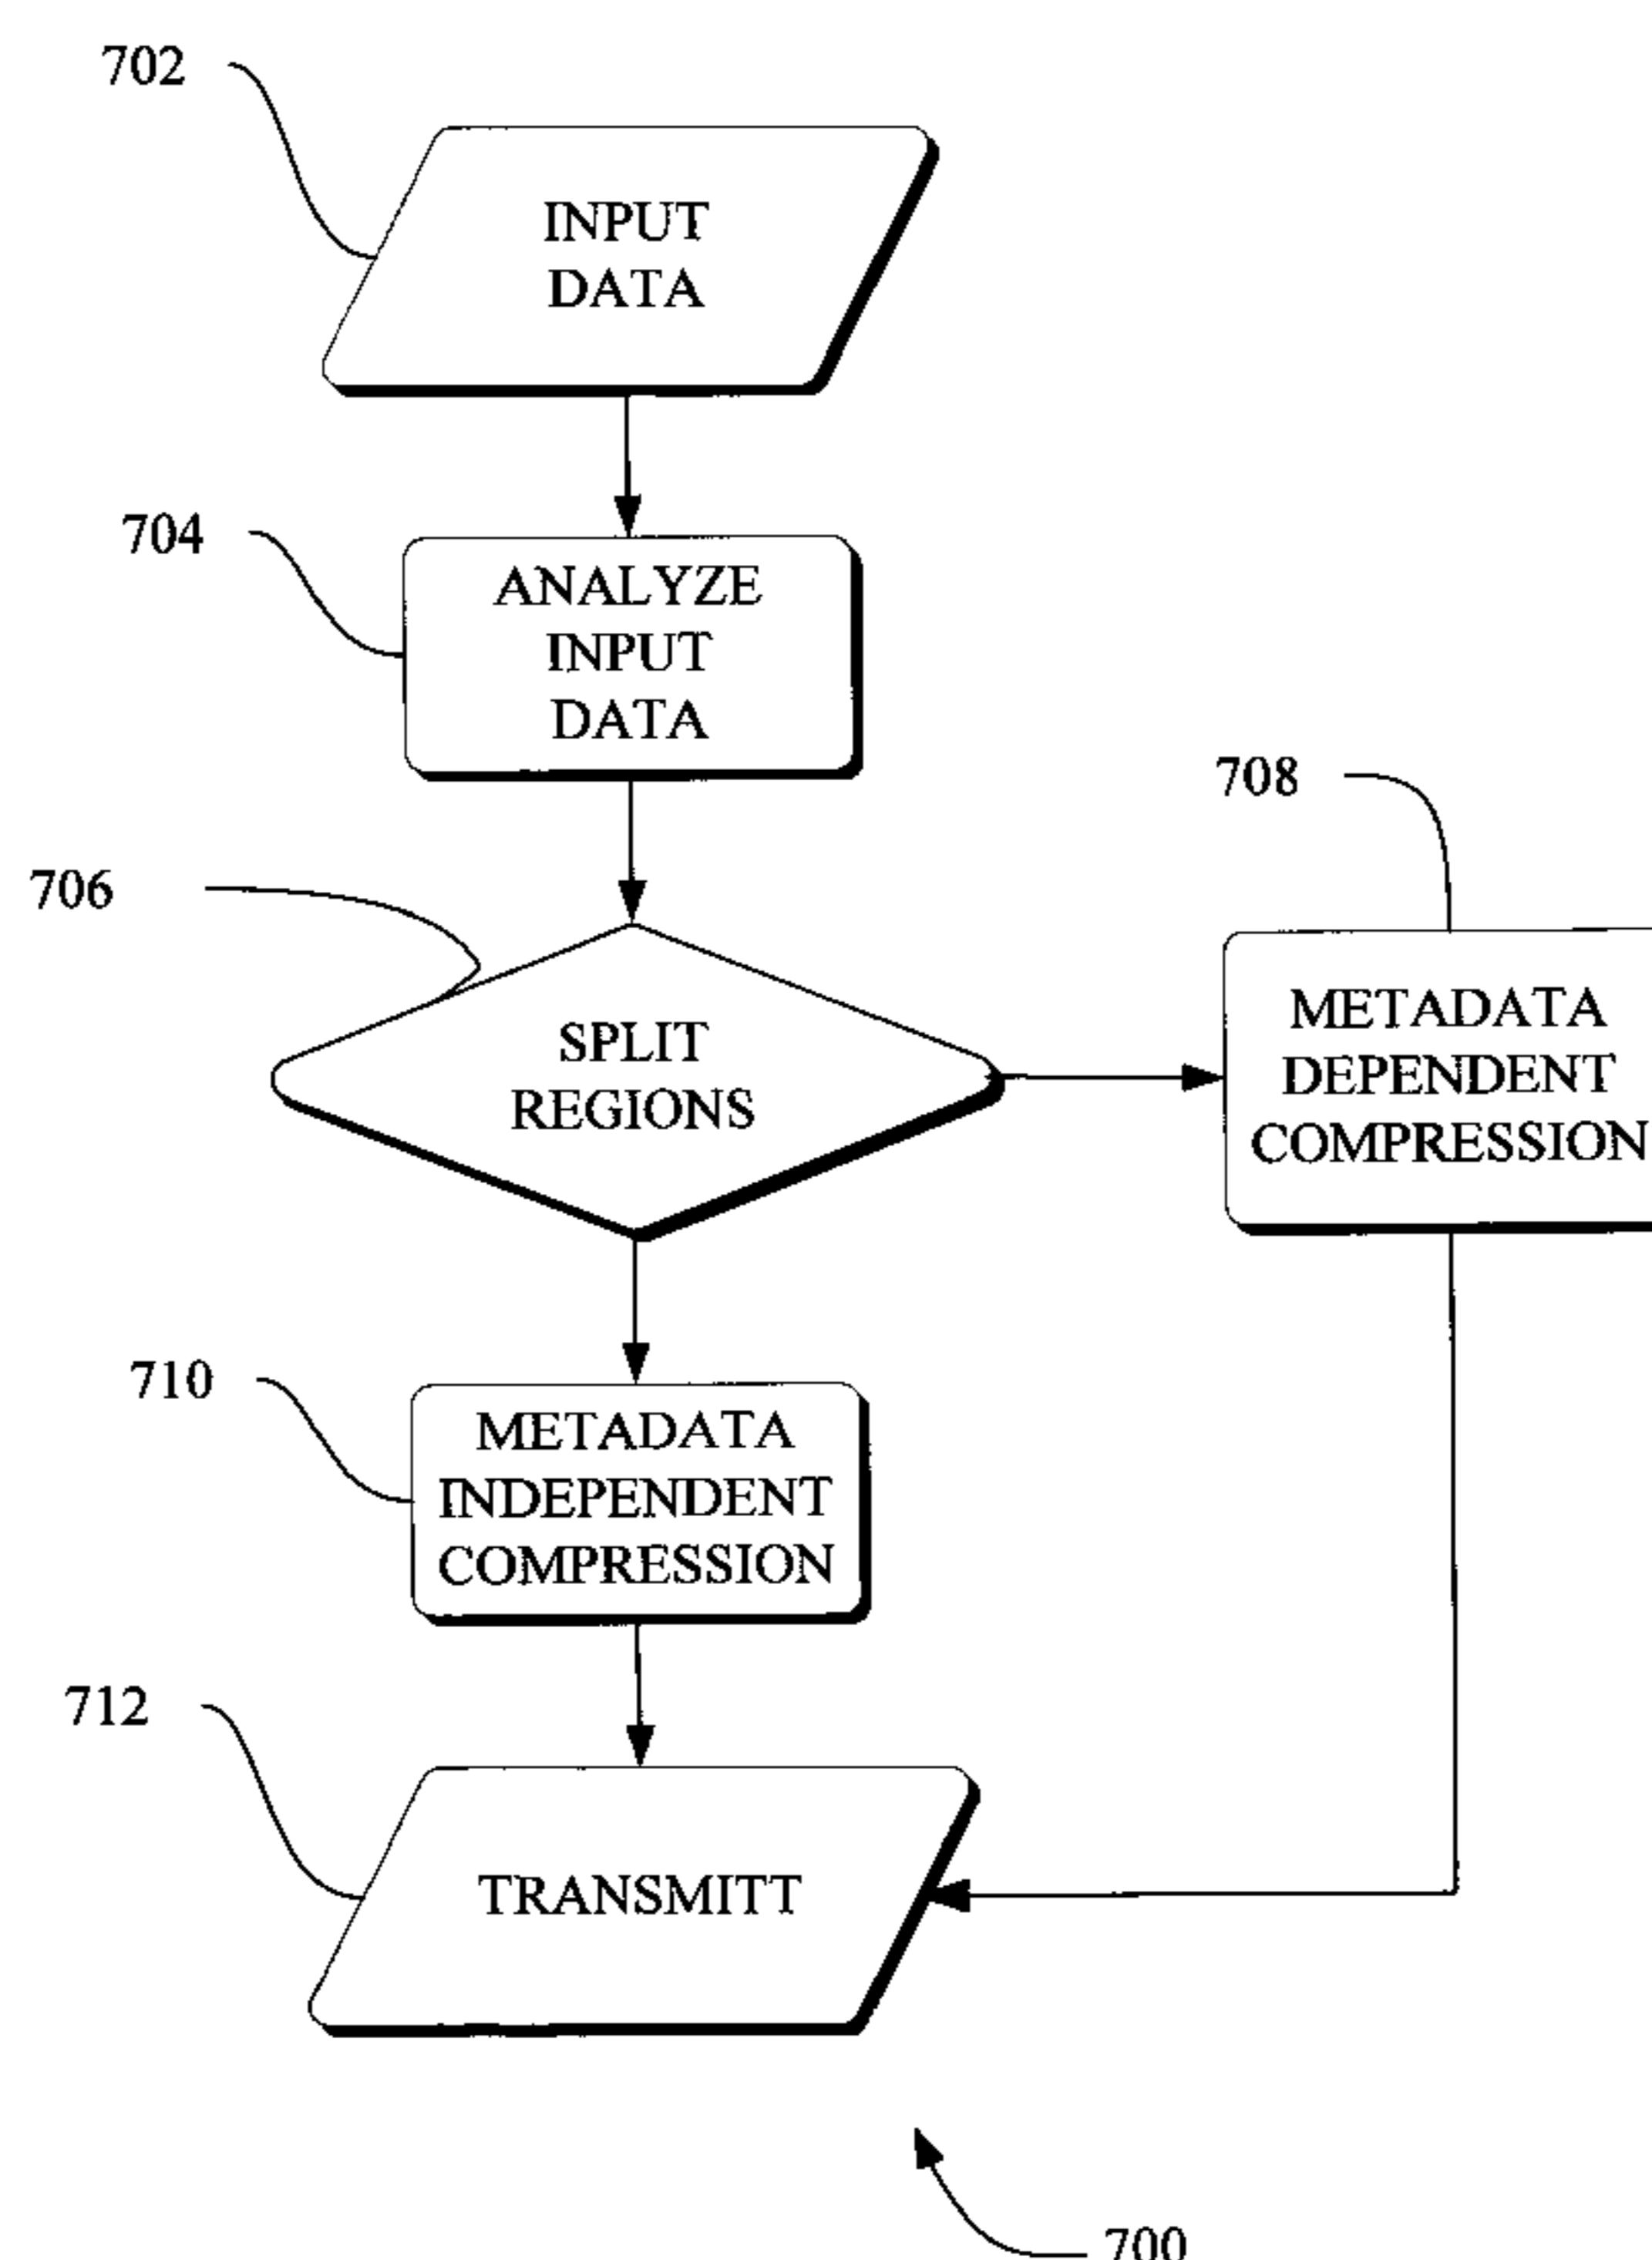 702
INPUT
DATA
704
ANALYZE
INPUT
DATA
708
706
SPLIT
REGIONS
METADATA
DEPENDENT
COMPRESSION
710
METADATA
INDEPENDENT
COMPRESSION
712
TRANSMITT
700